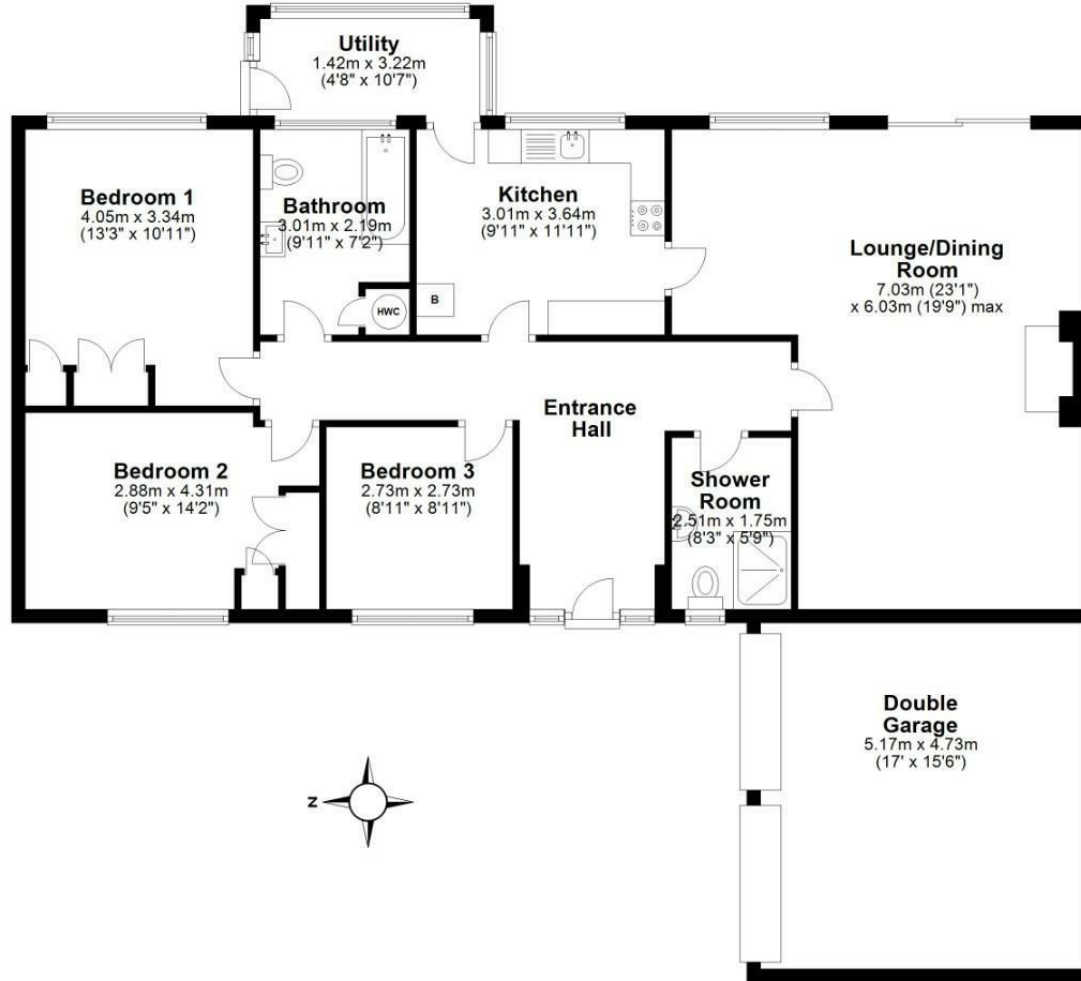 Utility
1.42m x 3.22m
(4'8" x 10'7")
Bedroom 1
4.05m x 3.34m
(13'3" x 10'11")
Bathroom
3.01m x 2.19m
(9'11" x 7'2")
HWC
Kitchen
3.01m x 3.64m
(9'11" x 11'11")
B
Lounge/Dining
Room
7.03m (23'1")
x 6.03m (19'9") max
Entrance
Hall
Bedroom 2
2.88m x 4.31m
(9'5" x 14'2")
Bedroom 3
2.73m x 2.73m
(8'11" x 8'11")
Shower
Room
2.51m x 1.75m
(8'3" x 5'9")
Double
Garage
5.17m x 4.73m
(17' x 15'6")
N